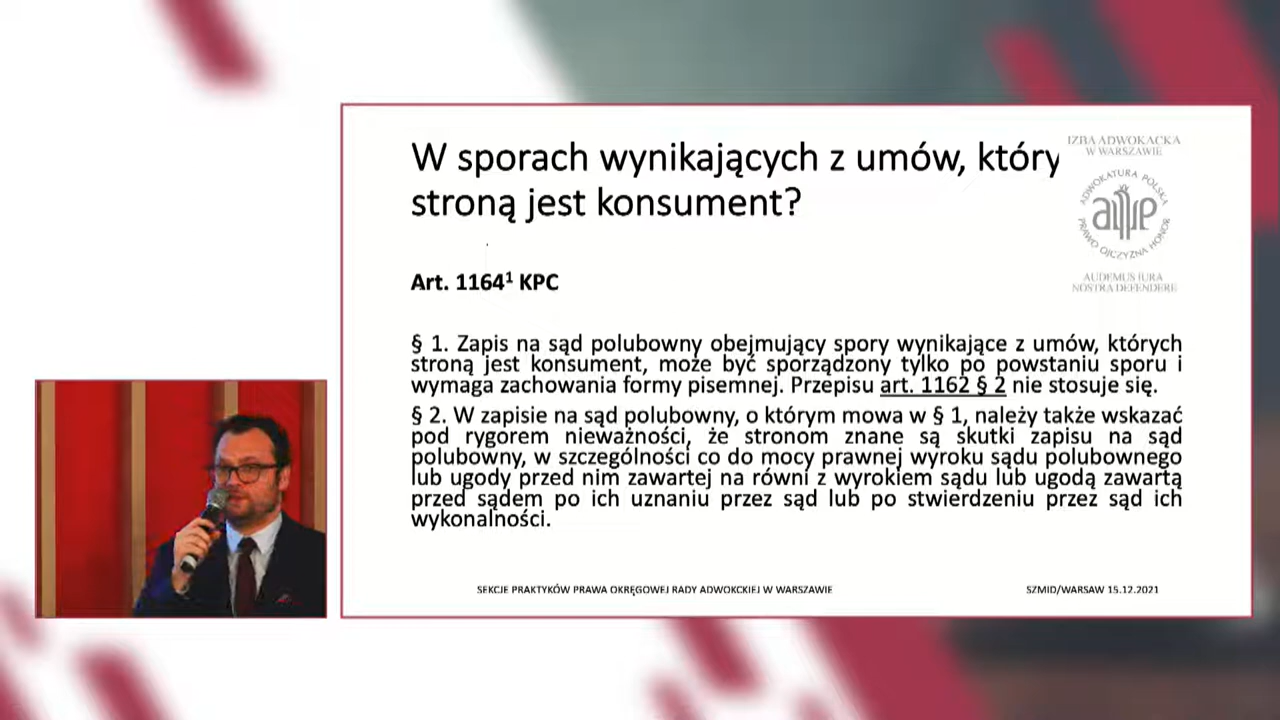 W sporach wynikających z umów, który
stroną jest konsument?
IZBA ADWOKACKA
W WARSZAWIE
ADWOKATURA POLSKA
PRAWO OJCZYZNA HONOR
AUDEMUS IURA
NOSTRA DEFENDERE
Art. 1164¹ KPC
§ 1. Zapis na sąd polubowny obejmujący spory wynikające z umów, których
stroną jest konsument, może być sporządzony tylko po powstaniu sporu i
wymaga zachowania formy pisemnej. Przepisu art. 1162 § 2 nie stosuje się.
§ 2. W zapisie na sąd polubowny, o którym mowa w § 1, należy także wskazać
pod rygorem nieważności, że stronom znane są skutki zapisu na sąd
polubowny, w szczególności co do mocy prawnej wyroku sądu polubownego
lub ugody przed nim zawartej na równi z wyrokiem sądu lub ugodą zawartą
przed sądem po ich uznaniu przez sąd lub po stwierdzeniu przez sąd ich
wykonalności.
SEKCJE PRAKTYKÓW PRAWA OKRĘGOWEJ RADY ADWOKCKIEJ W WARSZAWIE
SZMID/WARSAW 15.12.2021